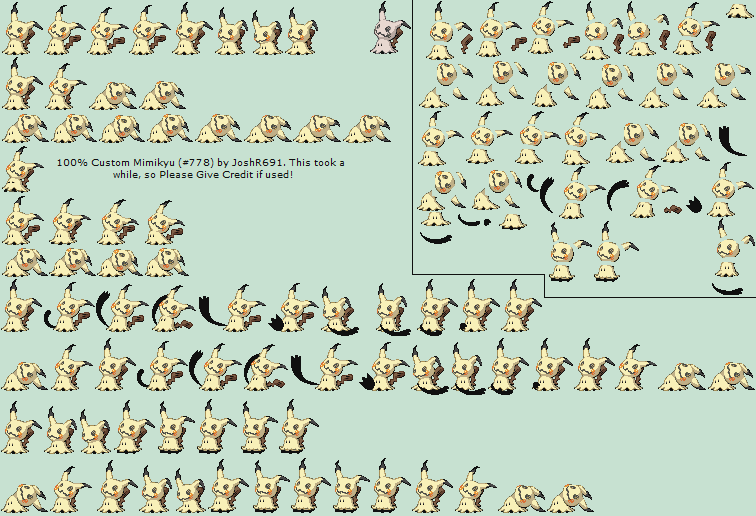 100% Custom Mimikyu (#778) by JoshR691. This took a
while, so Please Give Credit if used!